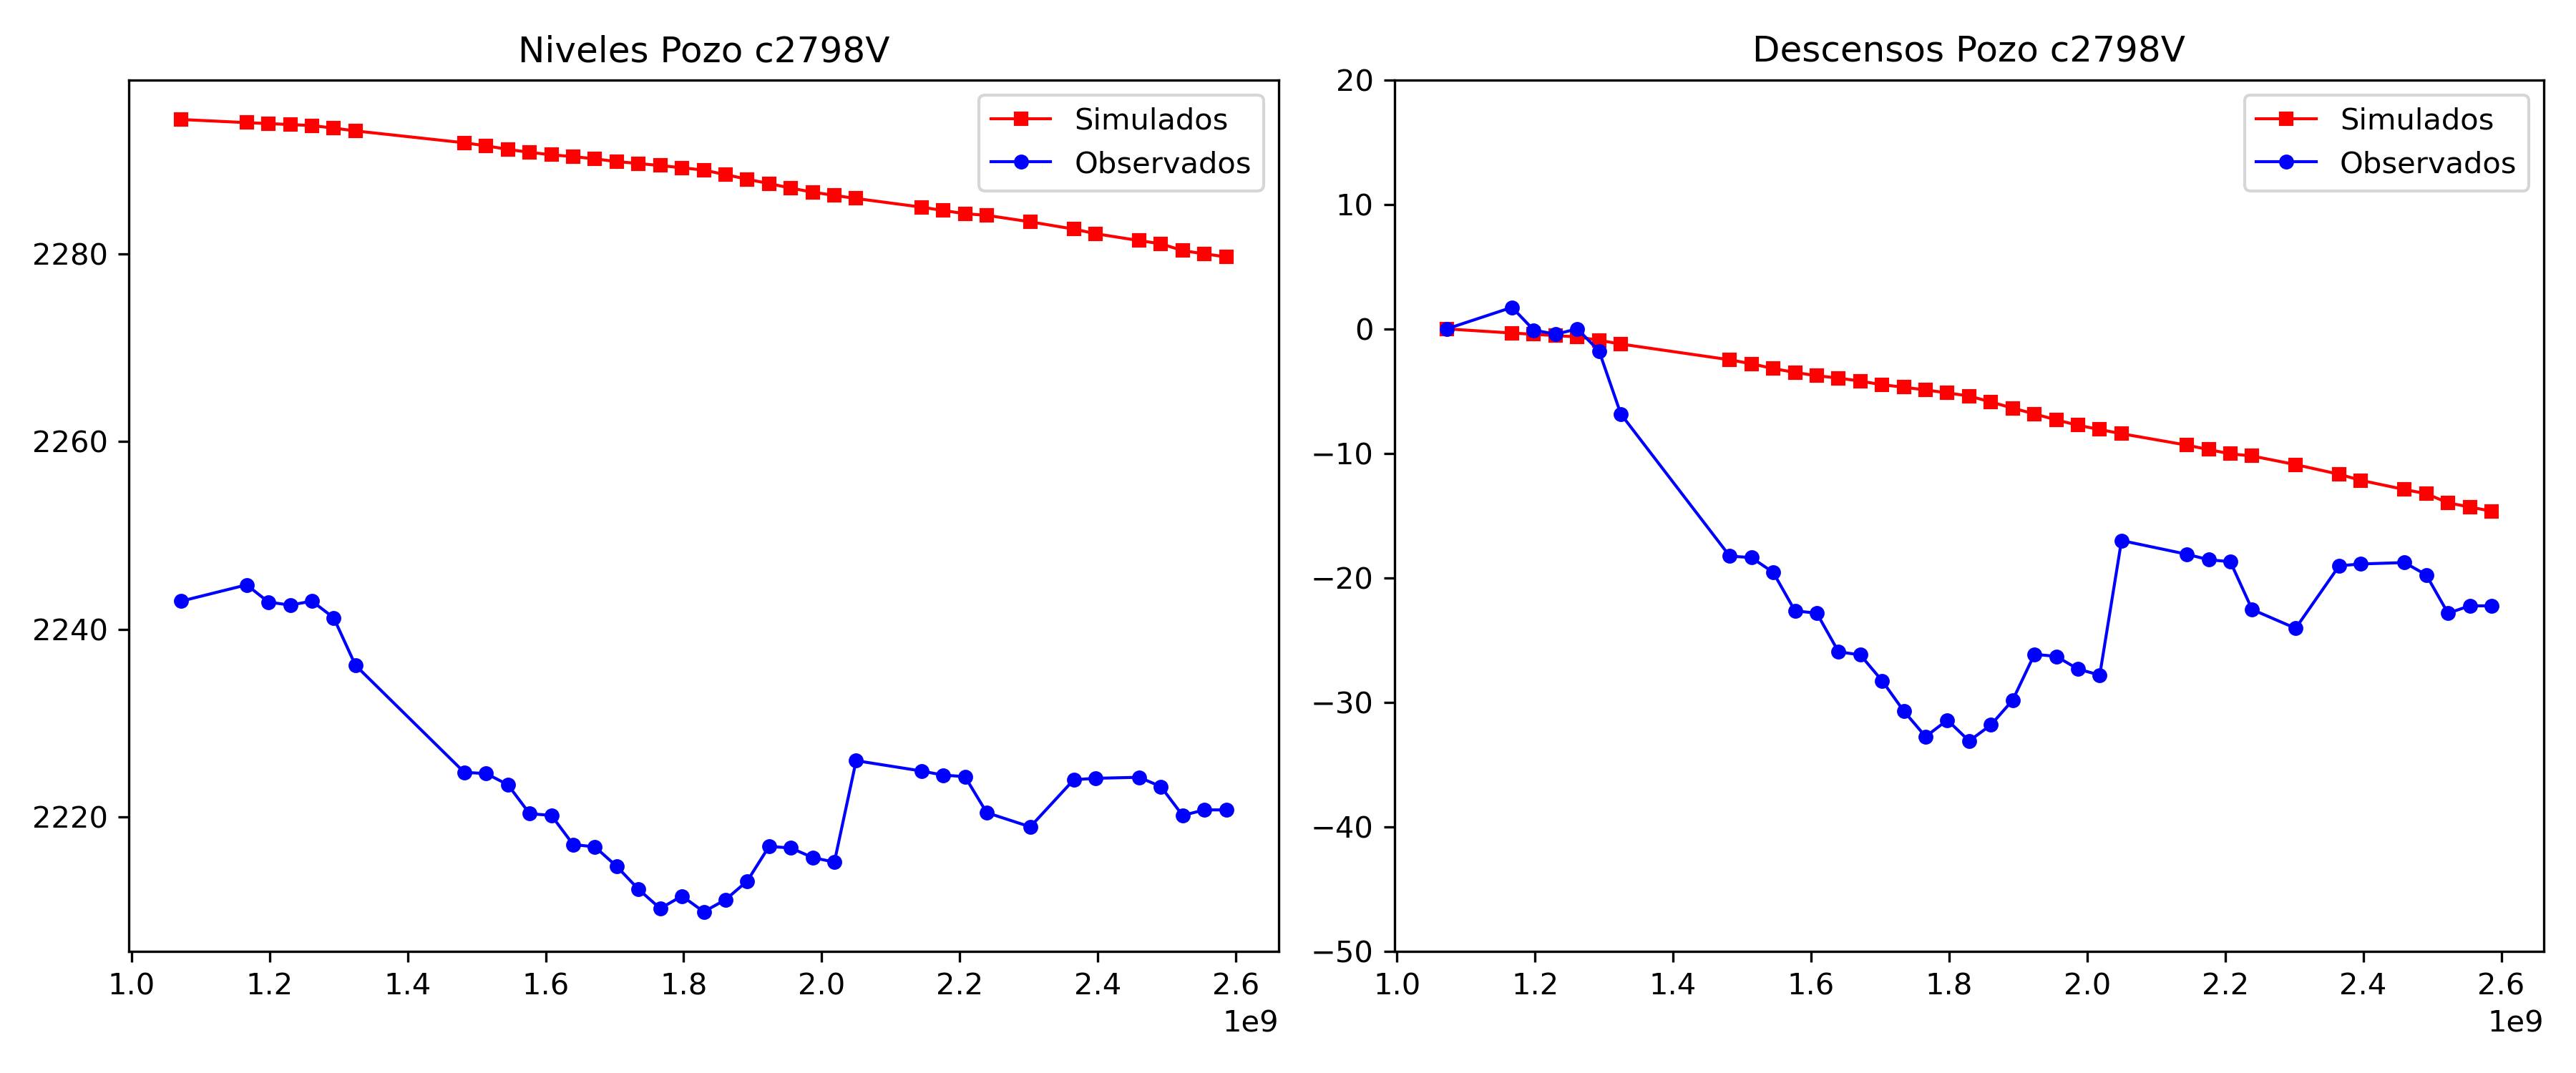 Niveles Pozo c2798V
Simulados
Observados
2280
2260
2240
2220
1.0 1.2 1.4 1.6 1.8 2.0 2.2 2.4 2.6
1e9
Descensos Pozo c2798V
Simulados
Observados
20
10
0
−10
−20
−30
−40
−50
1.0 1.2 1.4 1.6 1.8 2.0 2.2 2.4 2.6
1e9